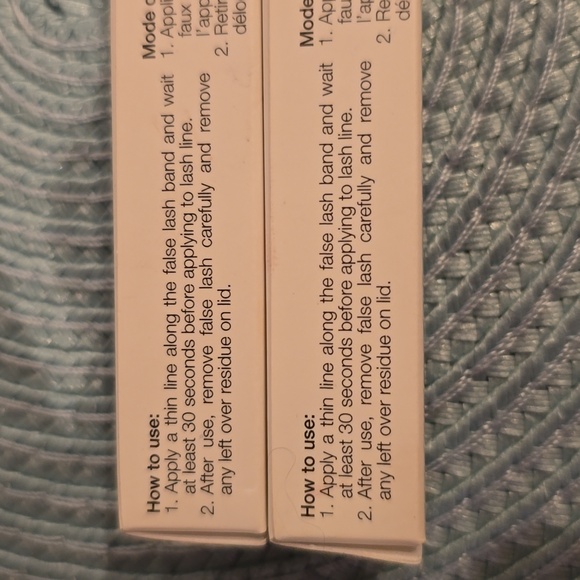 How to use:
1. Apply a thin line along the false lash band and wait
at least 30 seconds before applying to lash line.
2. After use, remove false lash carefully and remove
any left over residue on lid.
Mode
1. Appli
faux
l'app
2. Retir
délo
How to use:
1. Apply a thin line along the false lash band and wait
at least 30 seconds before applying to lash line.
2. After use, remove false lash carefully and remove
any left over residue on lid.
Mode
1. Ap
fau
l'ap
2. Re
dé